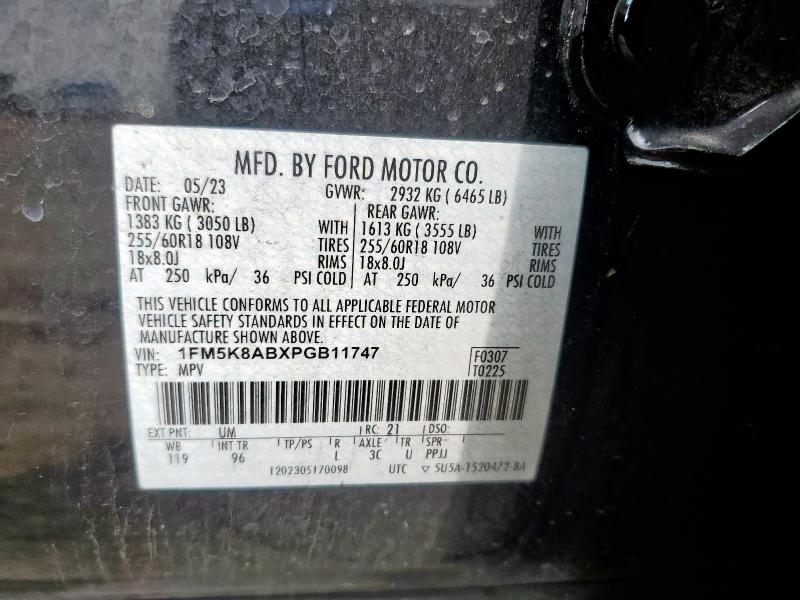 MFD. BY FORD MOTOR CO.
DATE: 05/23 GVWR: 2932 KG ( 6465 LB)
FRONT GAWR: REAR GAWR:
1383 KG ( 3050 LB) WITH 1613 KG ( 3555 LB) WITH
255/60R18 108V TIRES 255/60R18 108V TIRES
18x8.0J RIMS 18x8.0J RIMS
AT 250 kPa/ 36 PSI COLD AT 250 kPa/ 36 PSI COLD
THIS VEHICLE CONFORMS TO ALL APPLICABLE FEDERAL MOTOR
VEHICLE SAFETY STANDARDS IN EFFECT ON THE DATE OF
MANUFACTURE SHOWN ABOVE.
VIN: 1FM5K8ABXPGB11747 F0307
TYPE: MPV T0225
EXT PNT: UM RC: 21 DSO:
WB INT TR TP/PS R AXLE TR SPR
119 96 L 3C U PPJJ
1202305170098 UTC ▽ 5U5A-1520472-BA